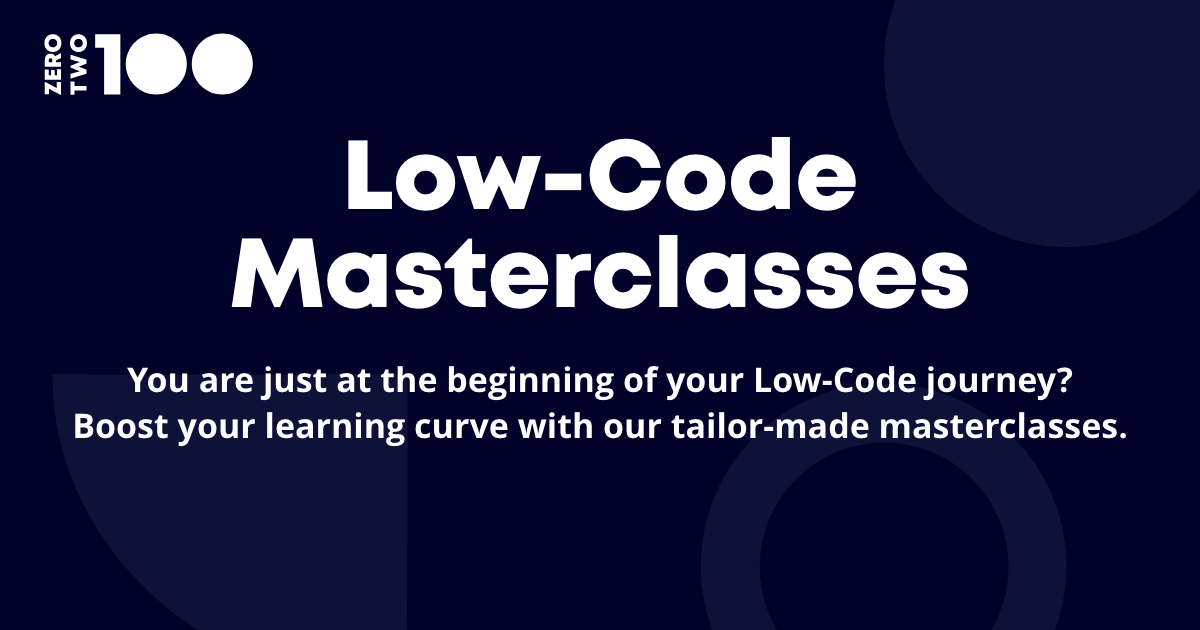 ZERO
TWO
100
Low-Code
Masterclasses
You are just at the beginning of your Low-Code journey?
Boost your learning curve with our tailor-made masterclasses.